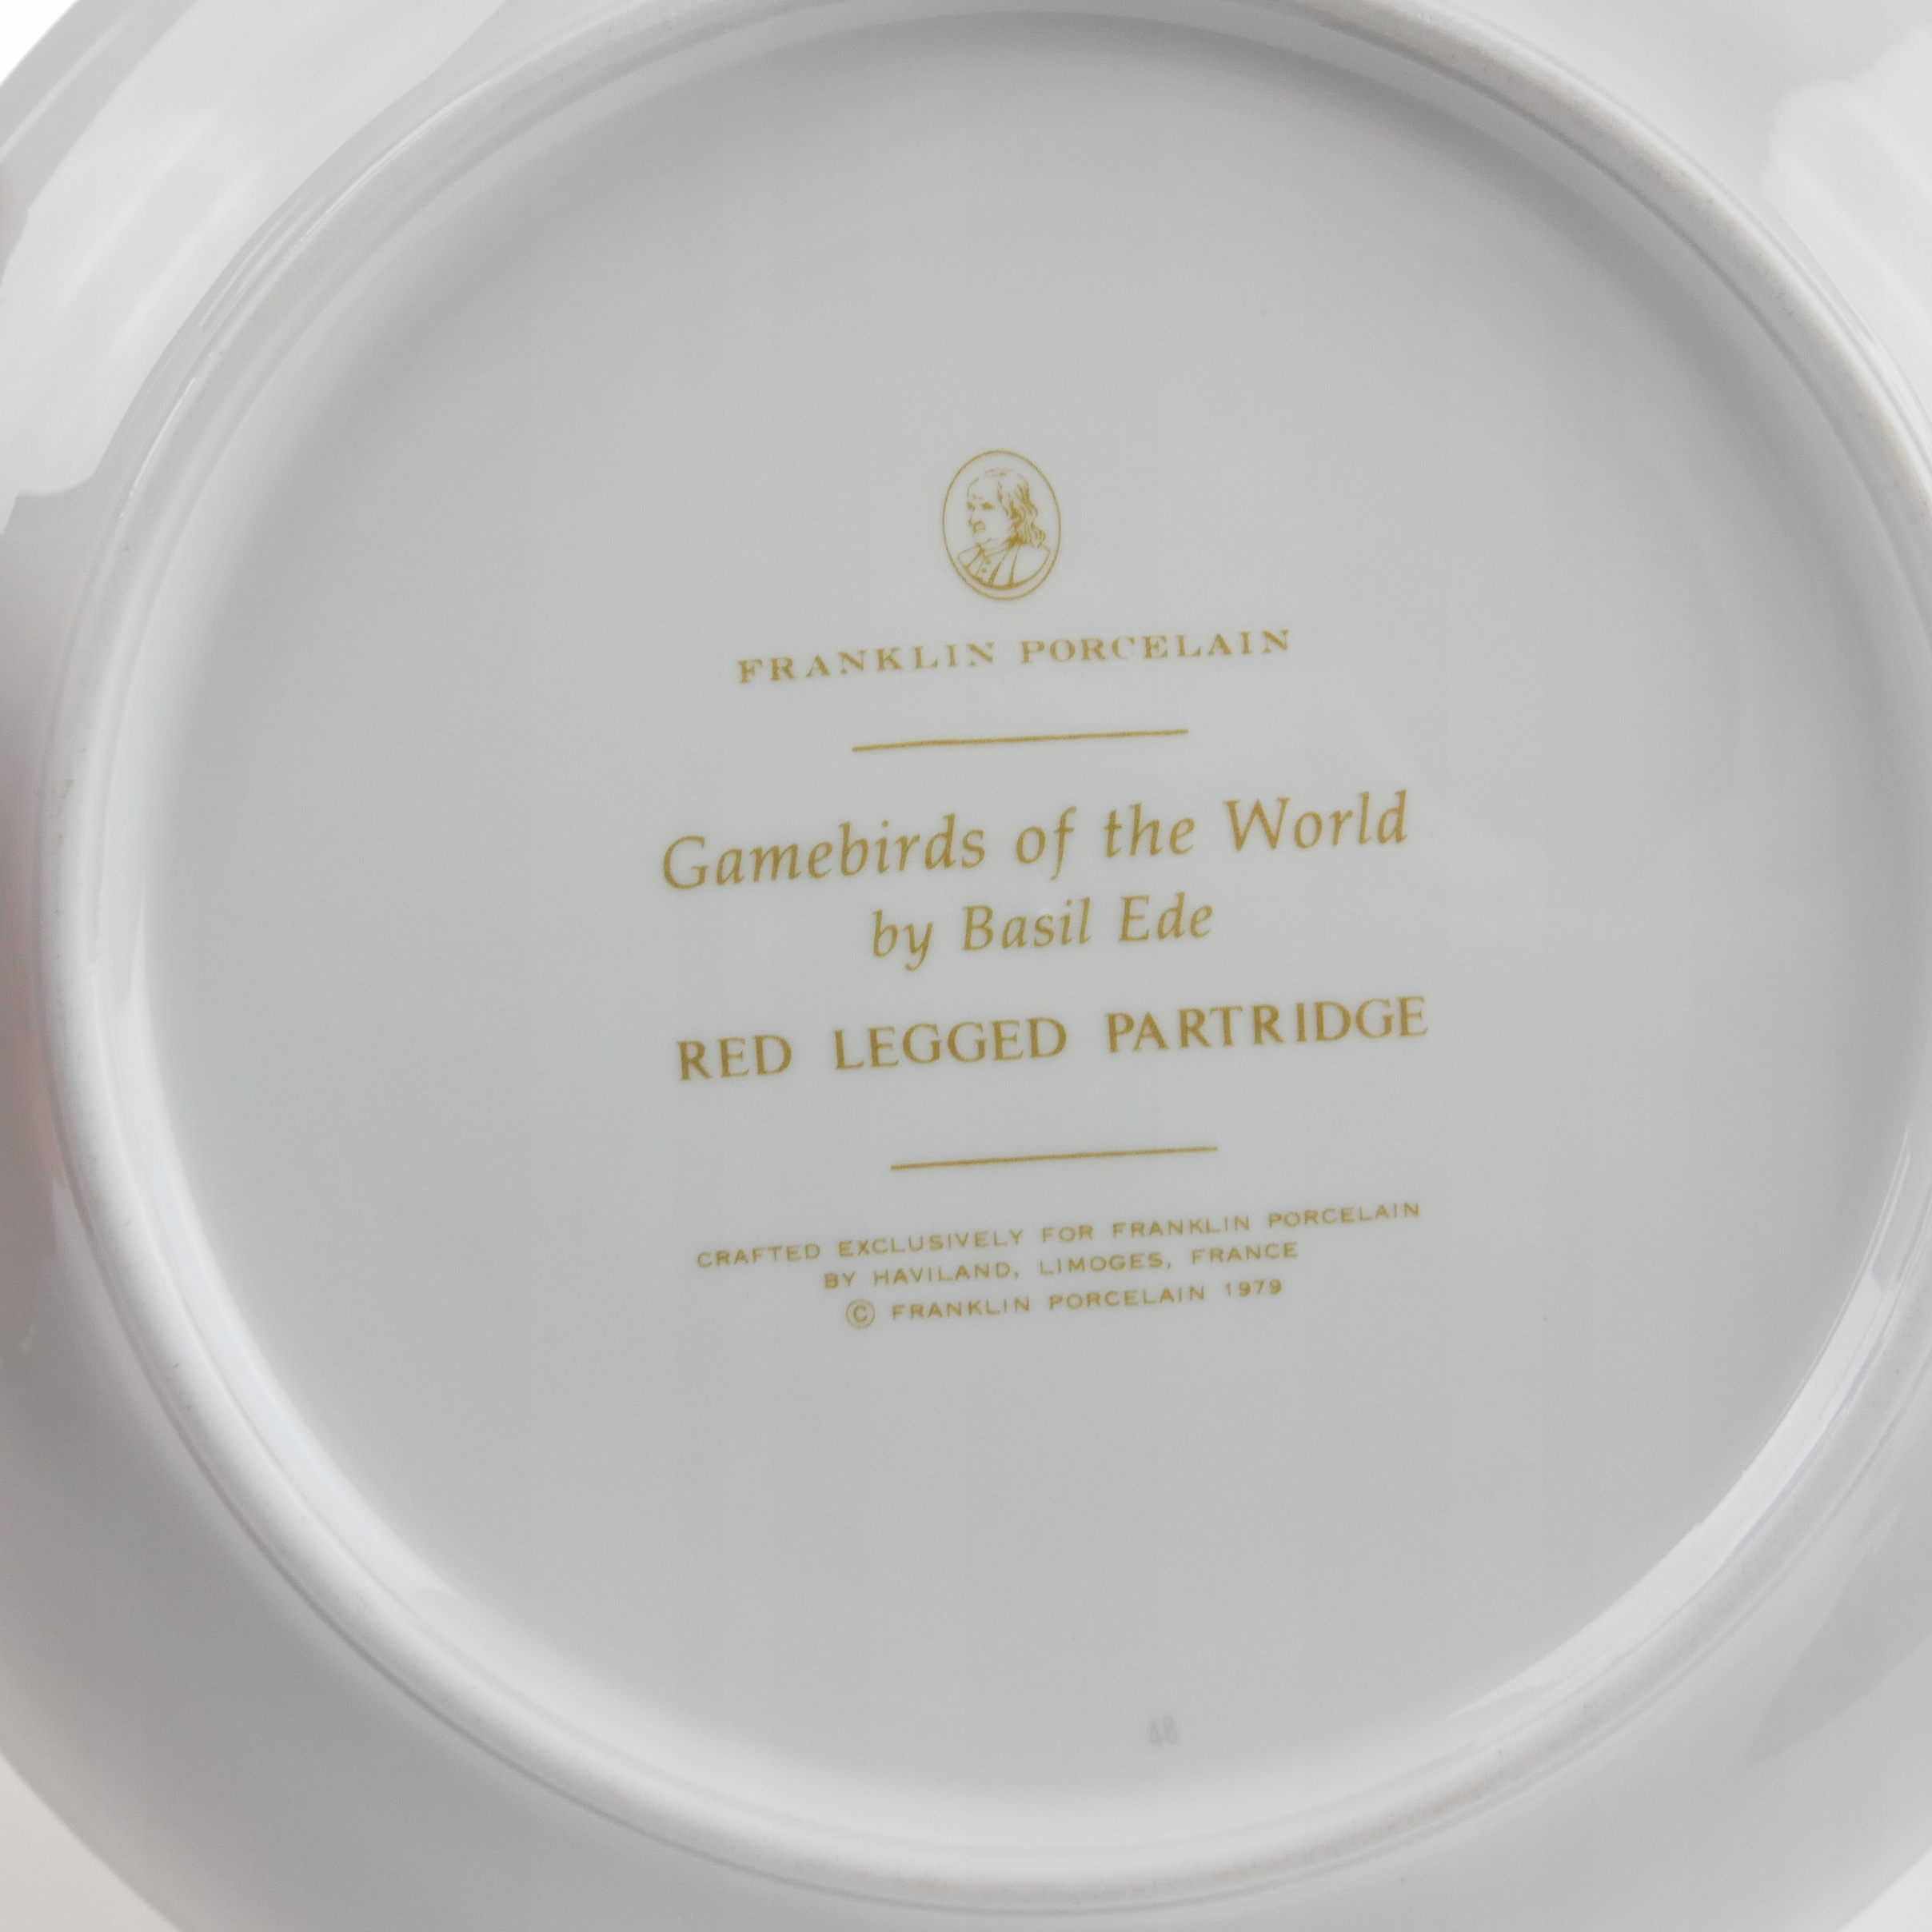 FRANKLIN PORCELAIN
Gamebirds of the World
by Basil Ede
RED LEGGED PARTRIDGE
CRAFTED EXCLUSIVELY FOR FRANKLIN PORCELAIN
BY HAVILAND, LIMOGES, FRANCE
© FRANKLIN PORCELAIN 1979